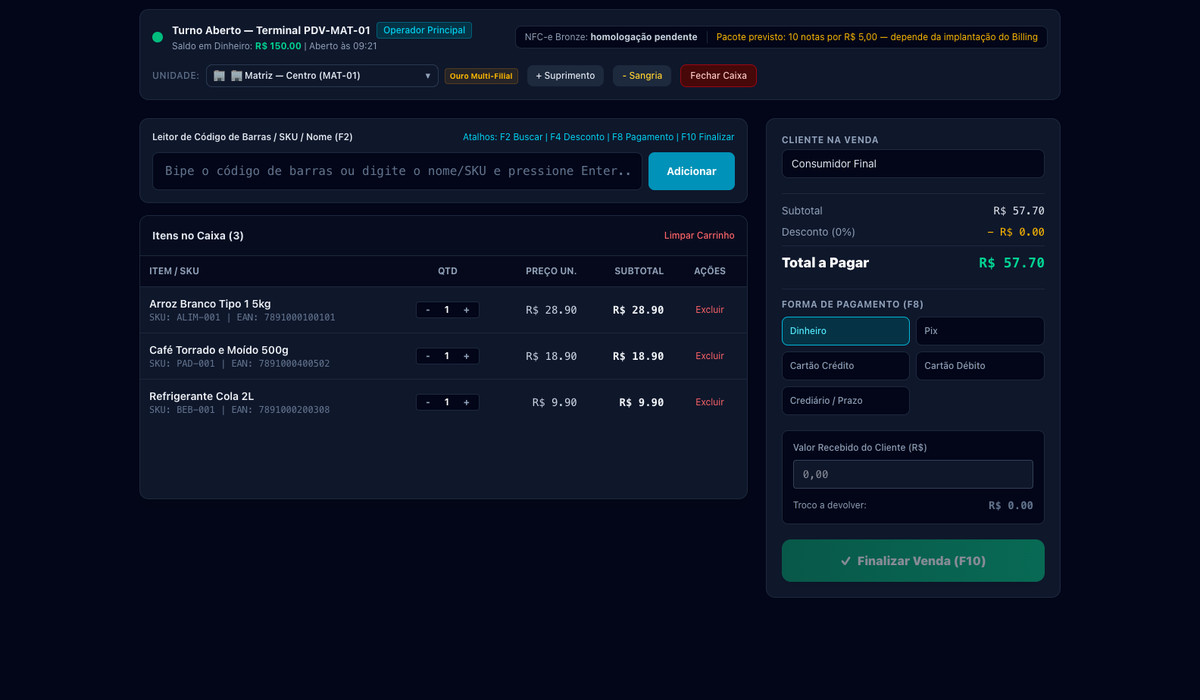 Turno Aberto — Terminal PDV-MAT-01 Operador Principal
Saldo em Dinheiro: R$ 150.00 | Aberto às 09:21
NFC-e Bronze: homologação pendente Pacote previsto: 10 notas por R$ 5,00 — depende da implantação do Billing
UNIDADE: Matriz — Centro (MAT-01) Ouro Multi-Filial + Suprimento - Sangria Fechar Caixa
Leitor de Código de Barras / SKU / Nome (F2) Atalhos: F2 Buscar | F4 Desconto | F8 Pagamento | F10 Finalizar
Bipe o código de barras ou digite o nome/SKU e pressione Enter.. Adicionar
Itens no Caixa (3) Limpar Carrinho
ITEM / SKU QTD PREÇO UN. SUBTOTAL AÇÕES
Arroz Branco Tipo 1 5kg
SKU: ALIM-001 | EAN: 7891000100101
- 1 + R$ 28.90 R$ 28.90 Excluir
Café Torrado e Moído 500g
SKU: PAD-001 | EAN: 7891000400502
- 1 + R$ 18.90 R$ 18.90 Excluir
Refrigerante Cola 2L
SKU: BEB-001 | EAN: 7891000200308
- 1 + R$ 9.90 R$ 9.90 Excluir
CLIENTE NA VENDA
Consumidor Final
Subtotal R$ 57.70
Desconto (0%) – R$ 0.00
Total a Pagar R$ 57.70
FORMA DE PAGAMENTO (F8)
Dinheiro Pix
Cartão Crédito Cartão Débito
Crediário / Prazo
Valor Recebido do Cliente (R$)
0,00
Troco a devolver: R$ 0.00
✓ Finalizar Venda (F10)